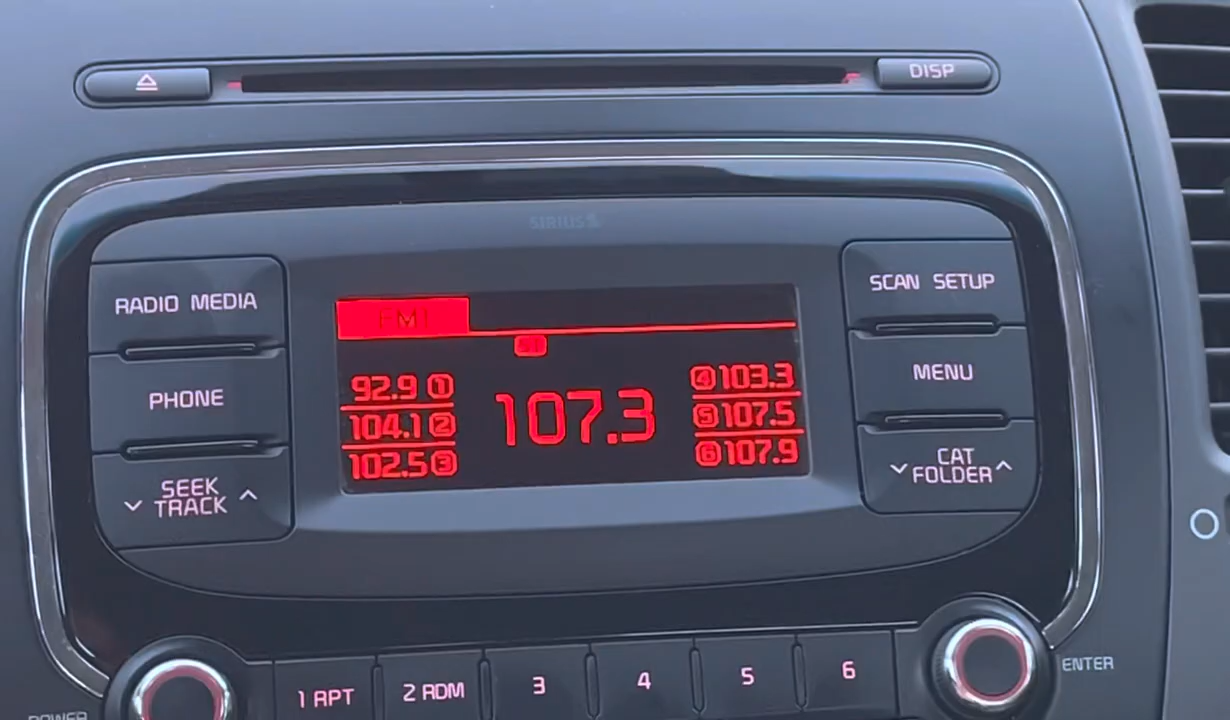 DISP
SIRIUS
RADIO MEDIA
SCAN SETUP
FM1
PHONE
MENU
92.9 1
104.1 2
102.5 3
107.3
4 103.3
5 107.5
6 107.9
SEEK
TRACK
CAT
FOLDER
1 RPT
2 RDM
3
4
5
6
ENTER
POWER